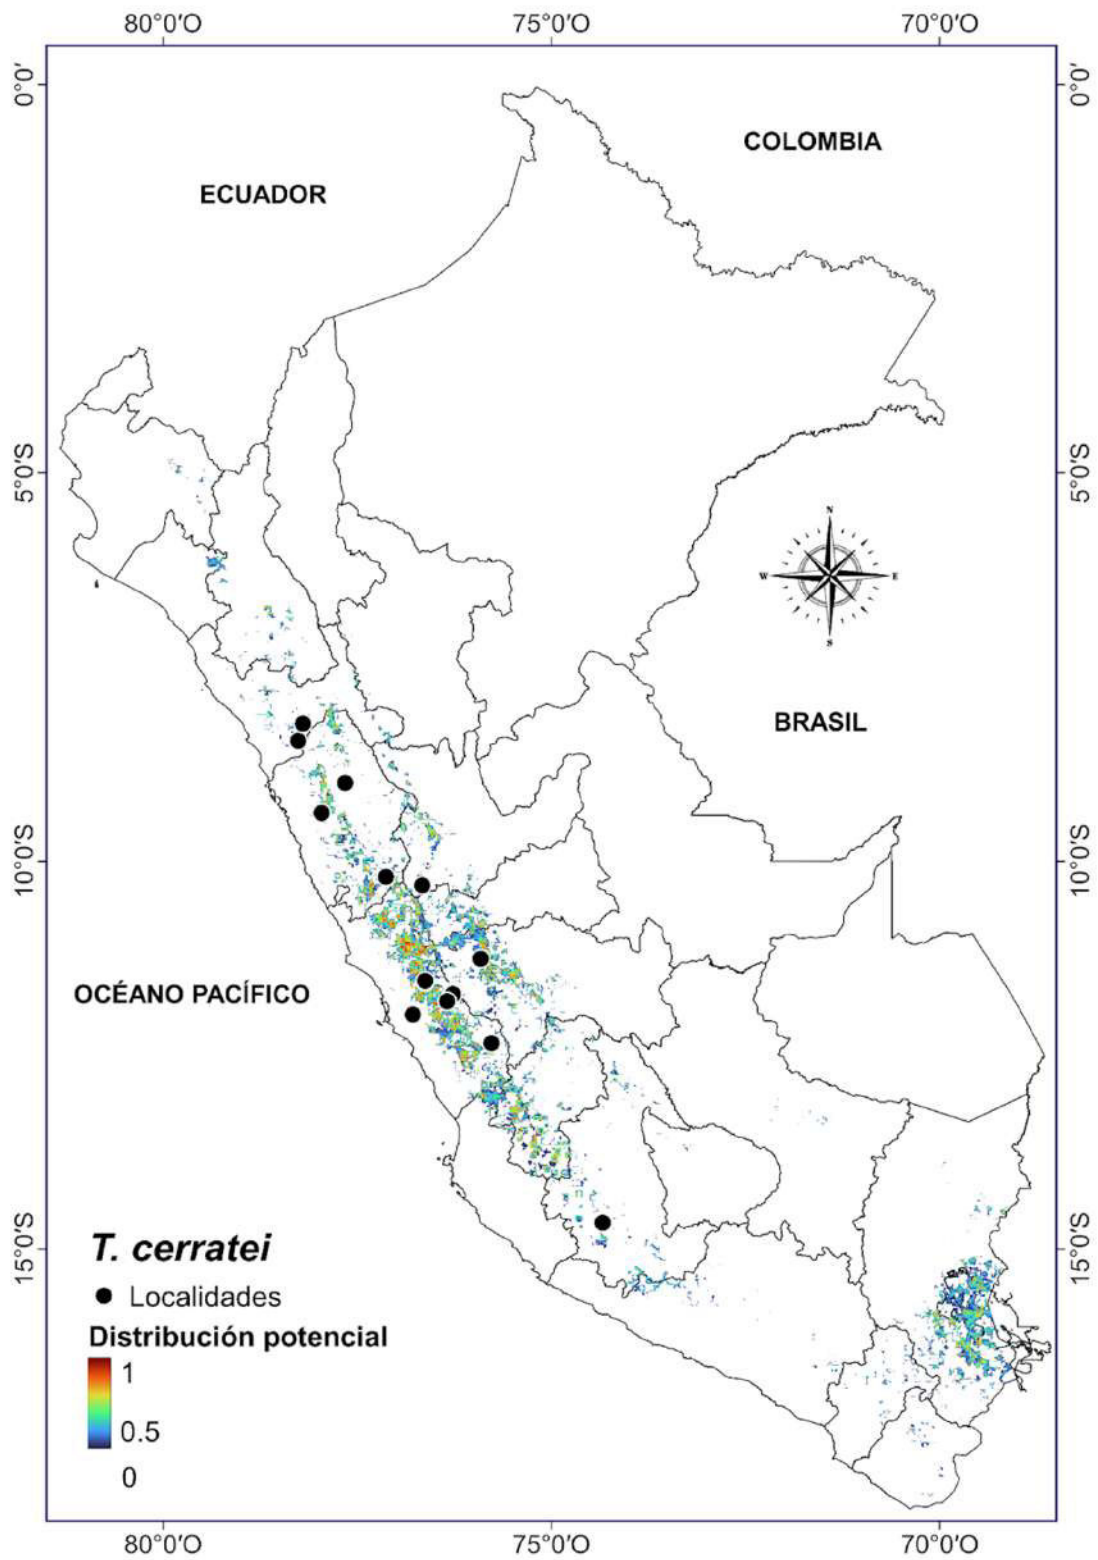 80°0'O 75°0'O 70°0'O
0°0'
0°0'
COLOMBIA
ECUADOR
5°0'S
5°0'S
N
W E
S
BRASIL
10°0'S
10°0'S
OCÉANO PACÍFICO
15°0'S
15°0'S
T. cerratei
Localidades
Distribución potencial
1
0.5
0
80°0'O 75°0'O 70°0'O